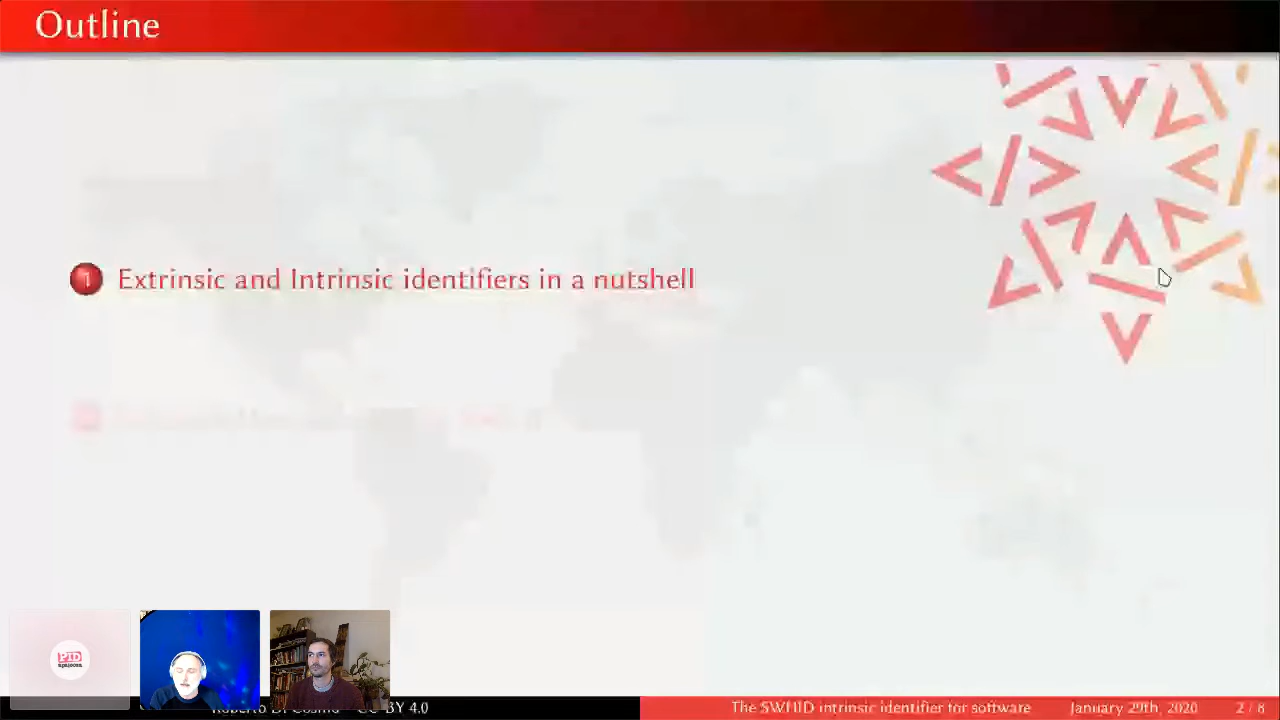 Outline
1 Extrinsic and Intrinsic identifiers in a nutshell
PID
Roberto Di Cosmo CC-BY 4.0
The SWHID intrinsic identifier for software January 29th, 2020 2 / 8